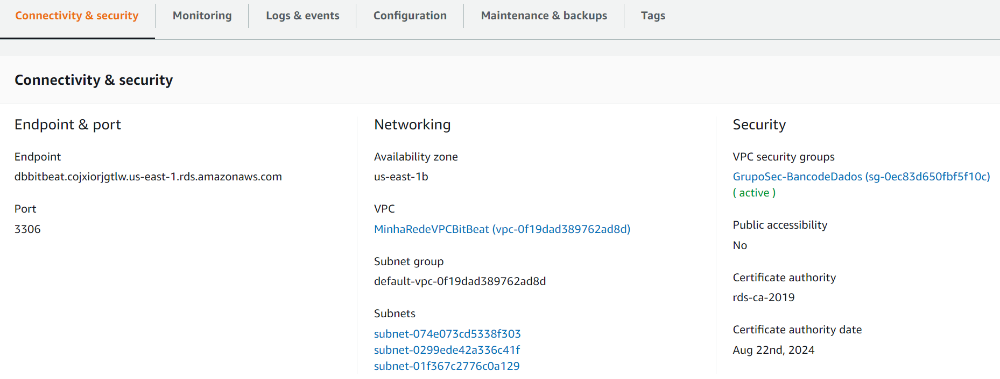 Connectivity & security
Monitoring
Logs & events
Configuration
Maintenance & backups
Tags
Connectivity & security
Endpoint & port
Endpoint
dbbitbeat.cojxiorjgtlw.us-east-1.rds.amazonaws.com
Port
3306
Networking
Availability zone
us-east-1b
VPC
MinhaRedeVPCBitBeat (vpc-0f19dad389762ad8d)
Subnet group
default-vpc-0f19dad389762ad8d
Subnets
subnet-074e073cd5338f303
subnet-0299ede42a336c41f
subnet-01f367c2776c0a129
Security
VPC security groups
GrupoSec-BancodeDados (sg-0ec83d650fbf5f10c)
( active )
Public accessibility
No
Certificate authority
rds-ca-2019
Certificate authority date
Aug 22nd, 2024